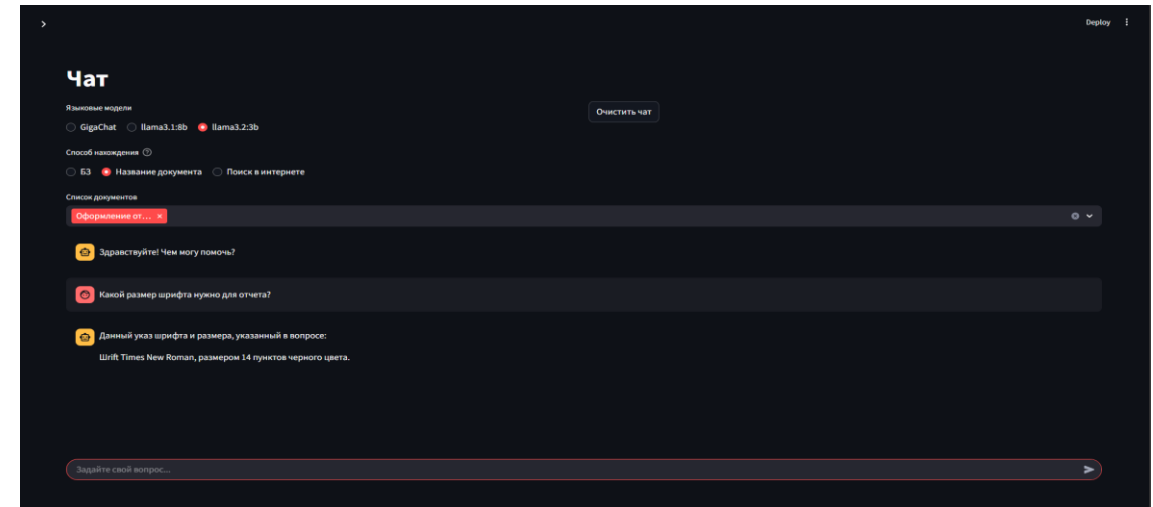 Deploy
Чат
Языковые модели
Очистить чат
GigaChat llama3.1:8b llama3.2:3b
Способ нахождения
БЗ Название документа Поиск в интернете
Список документов
Оформление от... ×
Здравствуйте! Чем могу помочь?
Какой размер шрифта нужно для отчета?
Данный указ шрифта и размера, указанный в вопросе:
Шrift Times New Roman, размером 14 пунктов черного цвета.
Задайте свой вопрос...